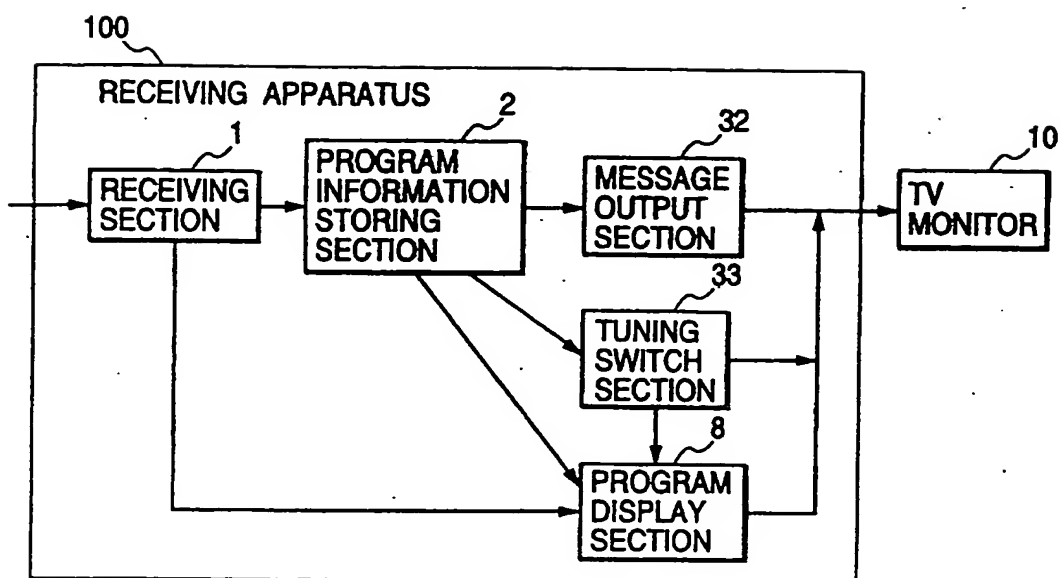 100
RECEIVING APPARATUS
1
RECEIVING
SECTION
2
PROGRAM
INFORMATION
STORING
SECTION
32
MESSAGE
OUTPUT
SECTION
10
TV
MONITOR
33
TUNING
SWITCH
SECTION
8
PROGRAM
DISPLAY
SECTION